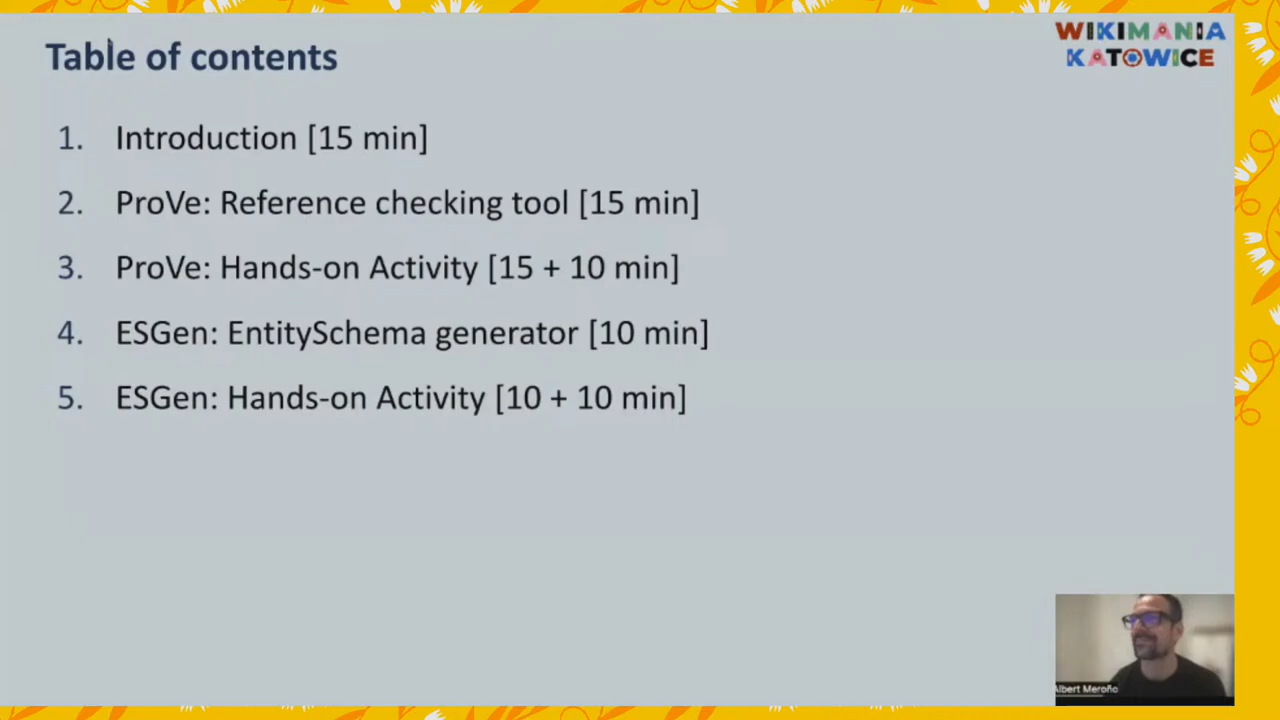 Table of contents
WIKIMANIA
KATOWICE
1. Introduction [15 min]
2. ProVe: Reference checking tool [15 min]
3. ProVe: Hands-on Activity [15 + 10 min]
4. ESGen: EntitySchema generator [10 min]
5. ESGen: Hands-on Activity [10 + 10 min]
Albert Meroño